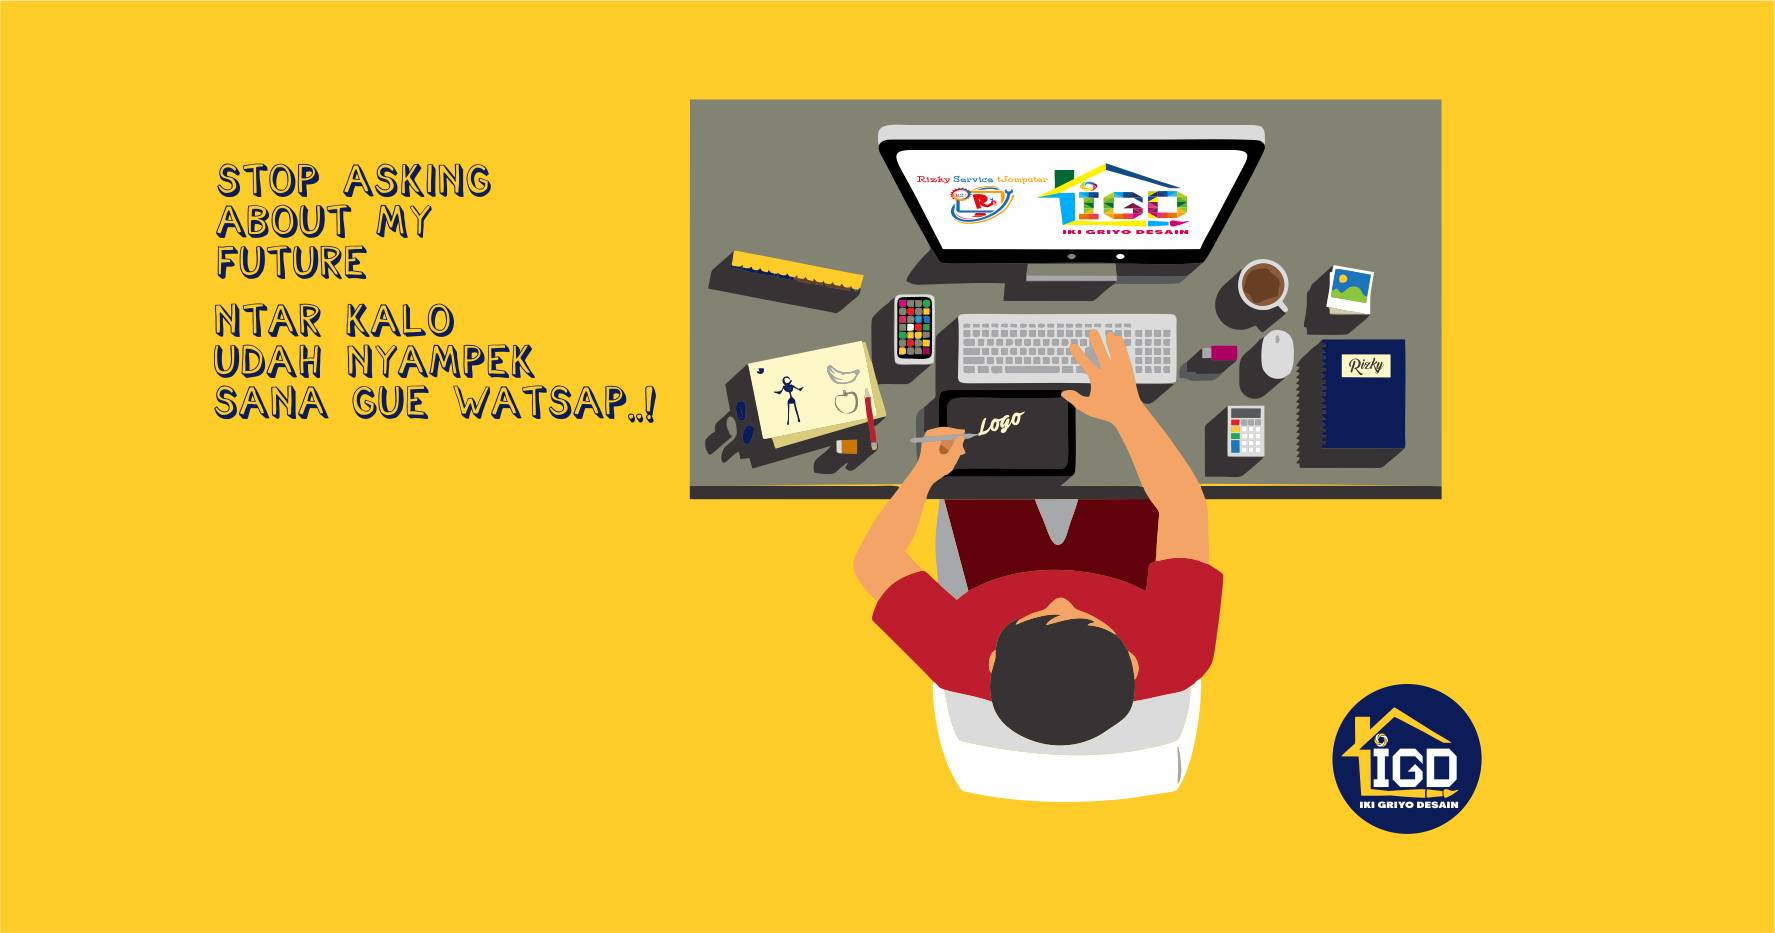 STOP ASKING
ABOUT MY
FUTURE
NTAR KALO
UDAH NYAMPEK
SANA GUE WATSAP..!
Rizky Service tJomputer
R
IGD
IKI GRIYO DESAIN
Rizky
LOGO
IGD
IKI GRIYO DESAIN